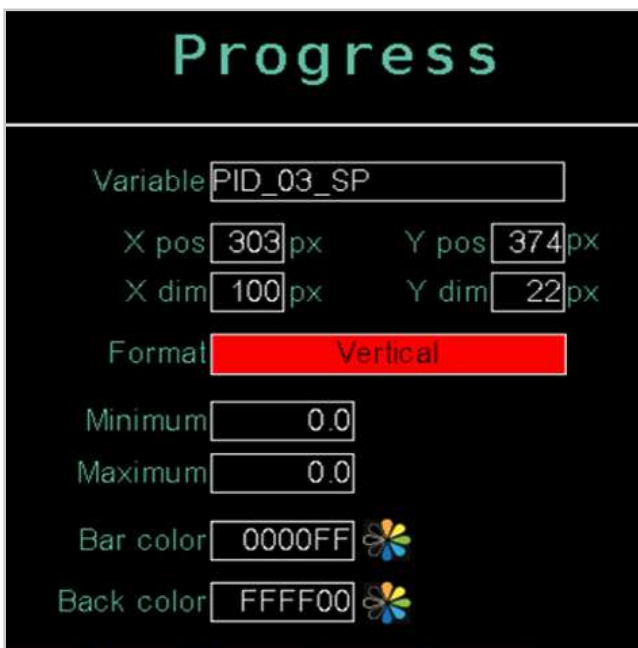 Progress
Variable PID_03_SP
X pos 303 px Y pos 374 px
X dim 100 px Y dim 22 px
Format Vertical
Minimum 0.0
Maximum 0.0
Bar color 0000FF
Back color FFFF00